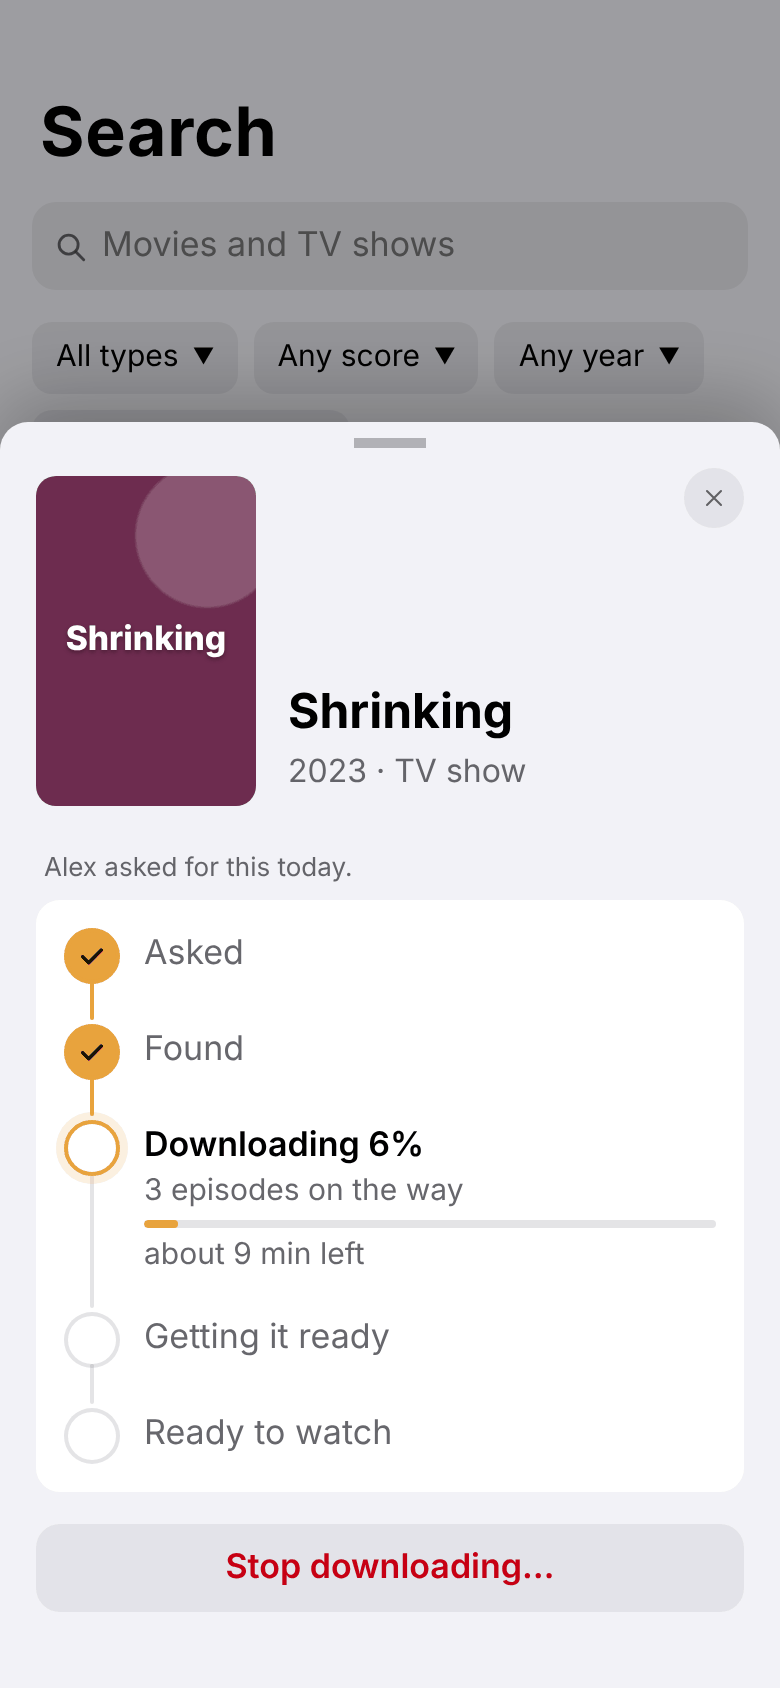 Search
Movies and TV shows
All types ▼
Any score ▼
Any year ▼
Shrinking
Shrinking
2023 · TV show
Alex asked for this today.
Asked
Found
Downloading 6%
3 episodes on the way
about 9 min left
Getting it ready
Ready to watch
Stop downloading...